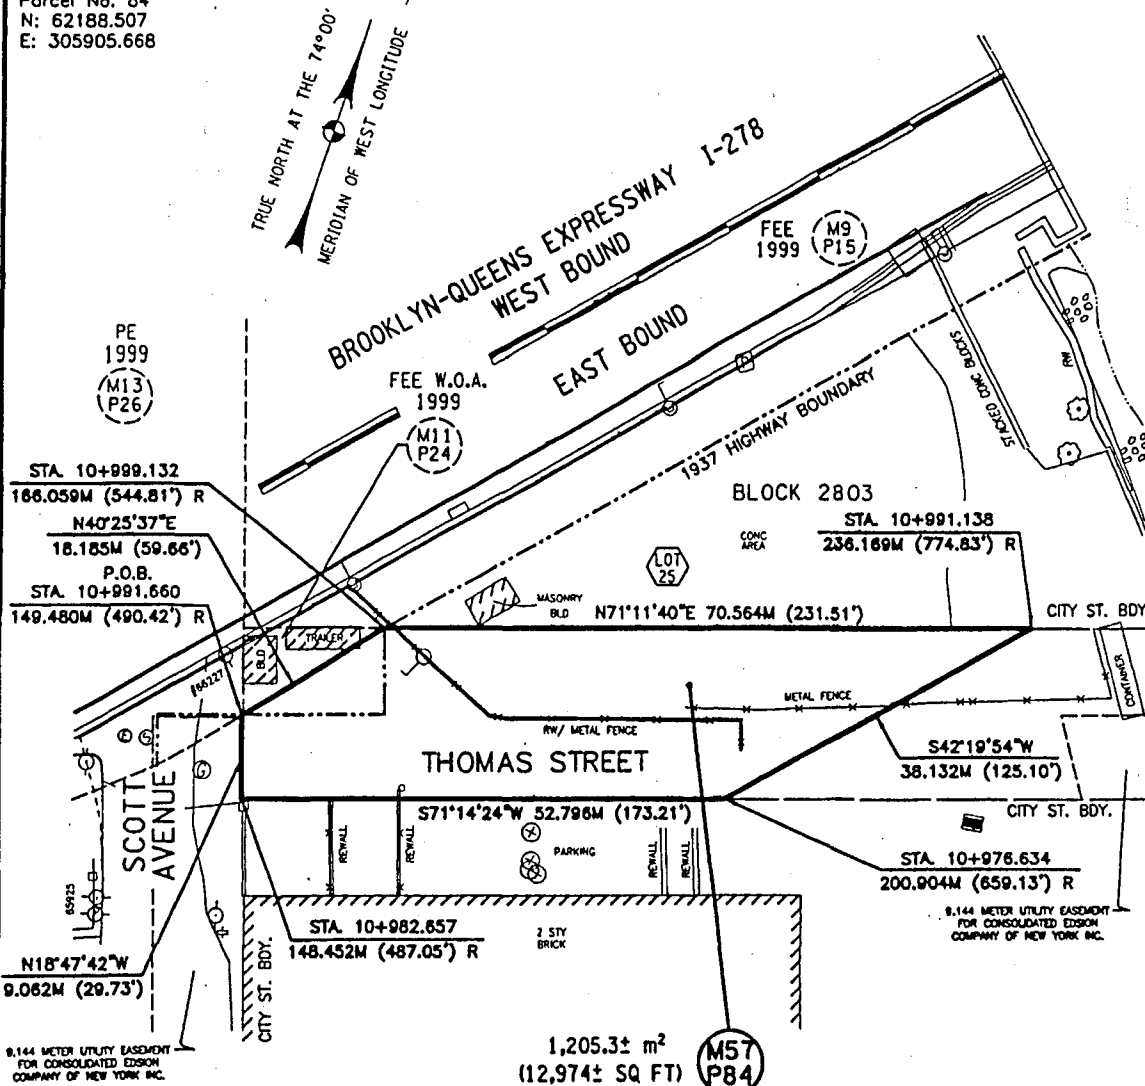 Parcel No. 84
N: 62188.507
E: 305905.668
TRUE NORTH AT THE 74°00'
MERIDIAN OF WEST LONGITUDE
BROOKLYN-QUEENS EXPRESSWAY I-278
WEST BOUND
EAST BOUND
FEE
1999
M9
P15
PE
1999
M13
P26
FEE W.O.A.
1999
M11
P24
1937 HIGHWAY BOUNDARY
STACKED CONC BLOCKS
RW
STA. 10+999.132
166.059M (544.81') R
N40°25'37"E
18.185M (59.66')
P.O.B.
STA. 10+991.660
149.480M (490.42') R
BLOCK 2803
CONC
AREA
STA. 10+991.138
236.169M (774.83') R
LOT
25
MASONRY
BLD
N71°11'40"E 70.564M (231.51')
CITY ST. BDY
BLD
TRAILER
#66227
CONTAINER
METAL FENCE
RW/ METAL FENCE
THOMAS STREET
S42°19'54"W
38.132M (125.10')
SCOTT
AVENUE
S71°14'24"W 52.796M (173.21')
CITY ST. BDY.
REWALL
REWALL
PARKING
REWALL
REWALL
STA. 10+976.634
200.904M (659.13') R
65925
STA. 10+982.657
148.452M (487.05') R
2 STY
BRICK
9.144 METER UTILITY EASEMENT
FOR CONSOLIDATED EDSION
COMPANY OF NEW YORK INC.
N18°47'42"W
9.062M (29.73')
CITY ST. BDY.
9.144 METER UTILITY EASEMENT
FOR CONSOLIDATED EDSION
COMPANY OF NEW YORK INC.
1,205.3± m²
(12,974± SQ FT)
M57
P84